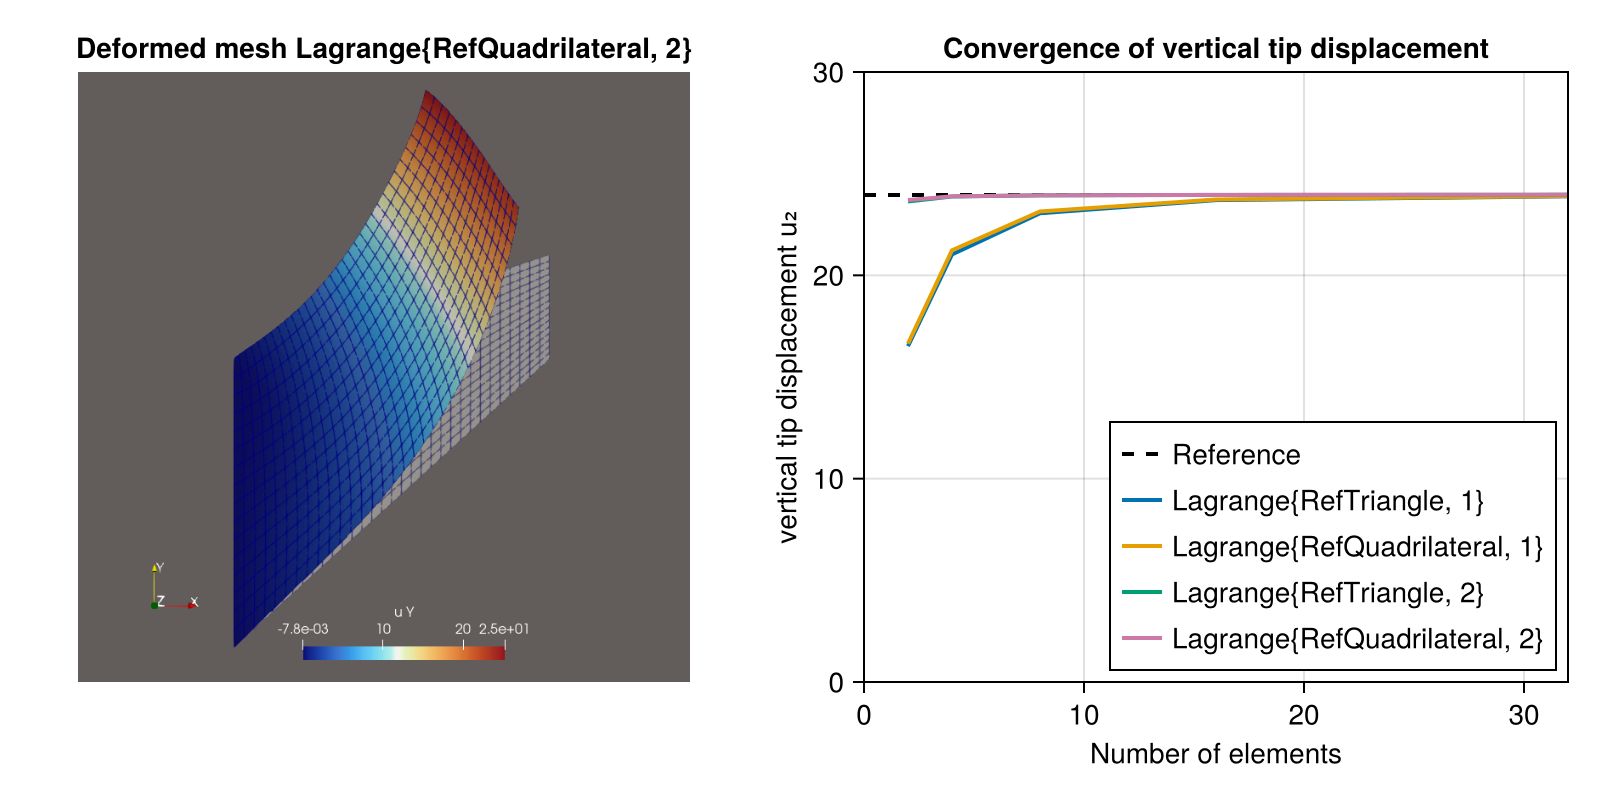 Deformed mesh Lagrange{RefQuadrilateral, 2}
Y
Z
X
u Y
-7.8e-03 10 20 2.5e+01
Convergence of vertical tip displacement
vertical tip displacement u₂
30
20
10
0
0 10 20 30
Number of elements
Reference
Lagrange{RefTriangle, 1}
Lagrange{RefQuadrilateral, 1}
Lagrange{RefTriangle, 2}
Lagrange{RefQuadrilateral, 2}